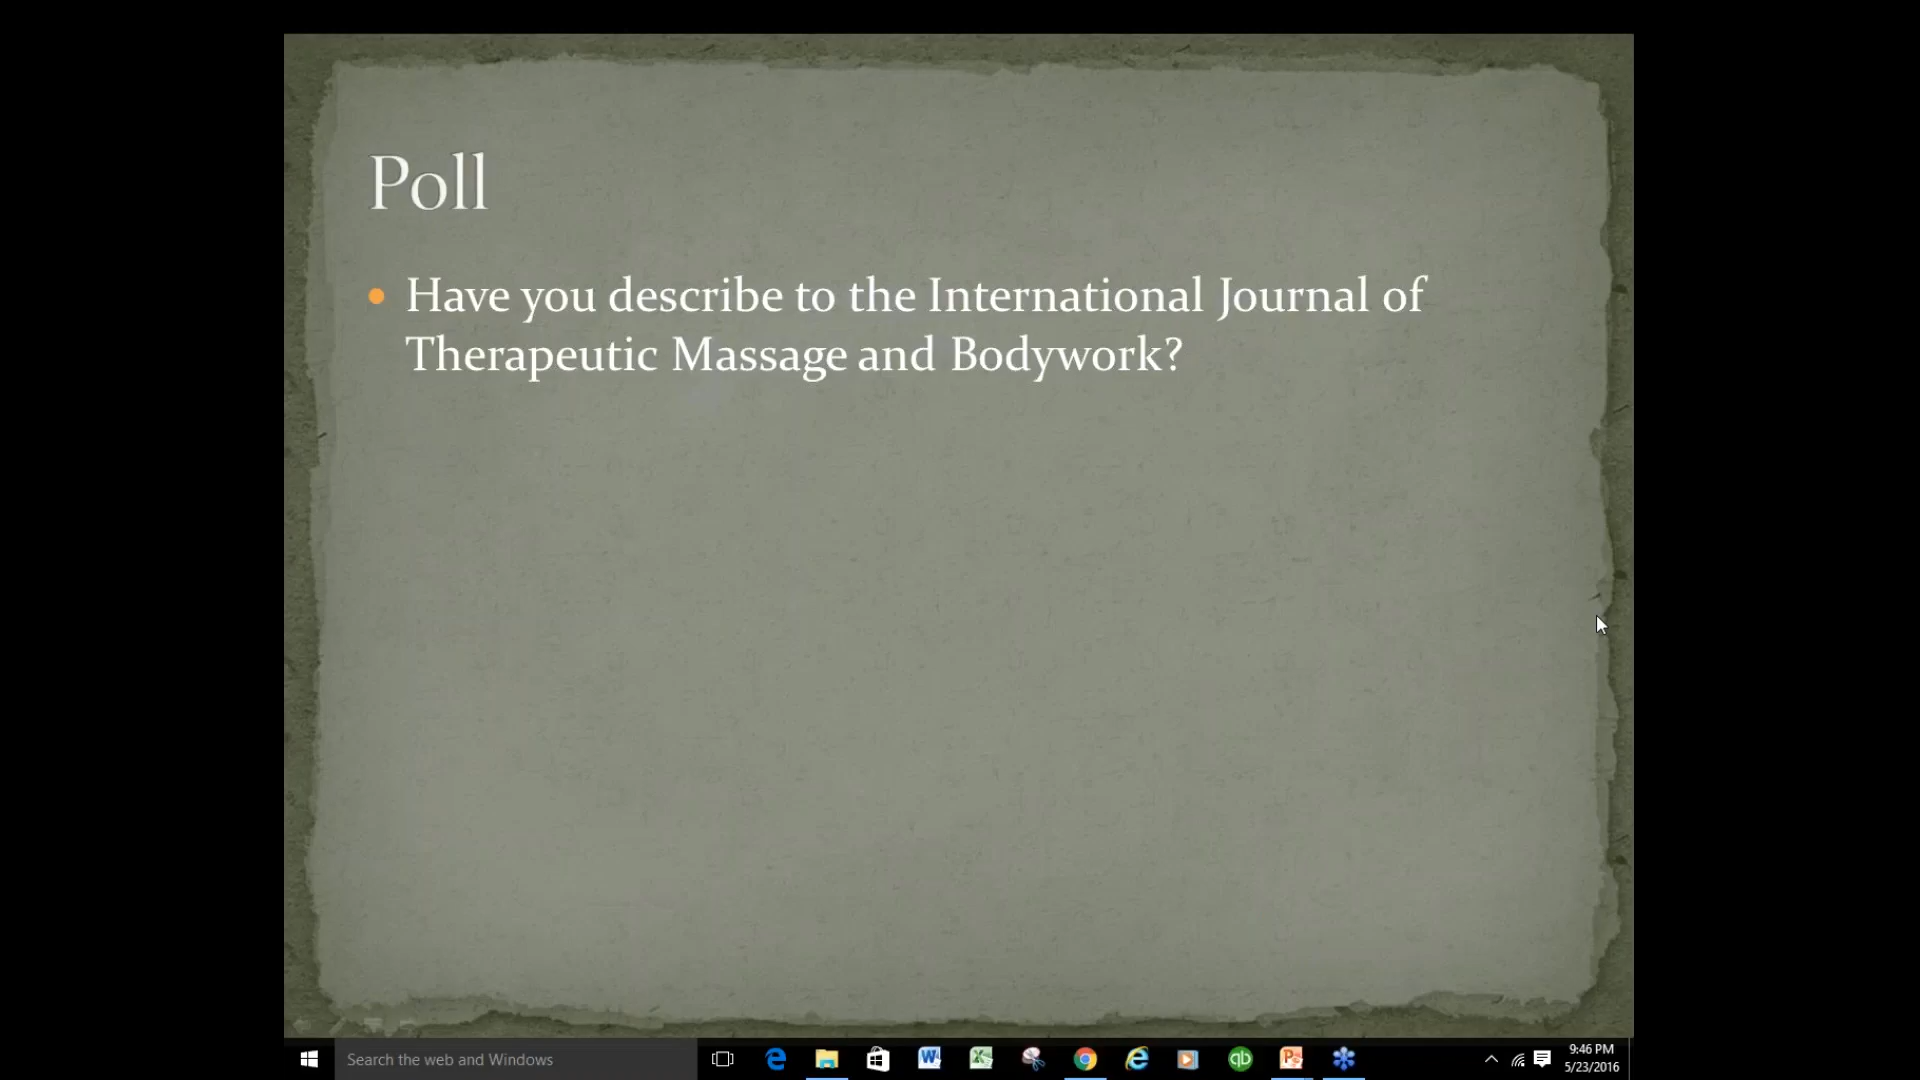 Poll
Have you describe to the International Journal of
Therapeutic Massage and Bodywork?
Search the web and Windows
9:46 PM
5/23/2016